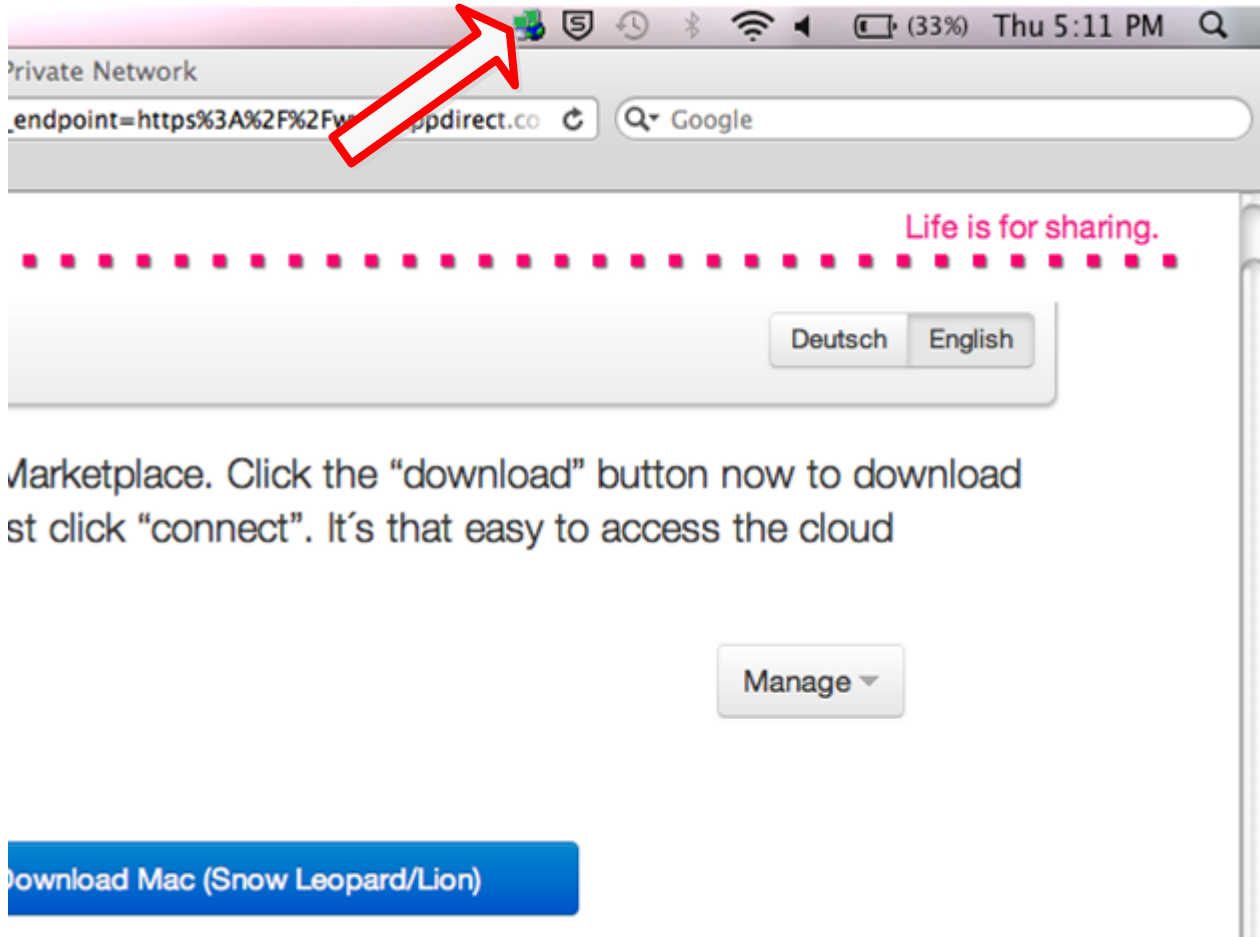 (33%) Thu 5:11 PM
Private Network
_endpoint=https%3A%2F%2Fw ppdirect.co Google
Life is for sharing.
Deutsch English
Marketplace. Click the “download” button now to download
st click “connect”. It´s that easy to access the cloud
Manage
Download Mac (Snow Leopard/Lion)